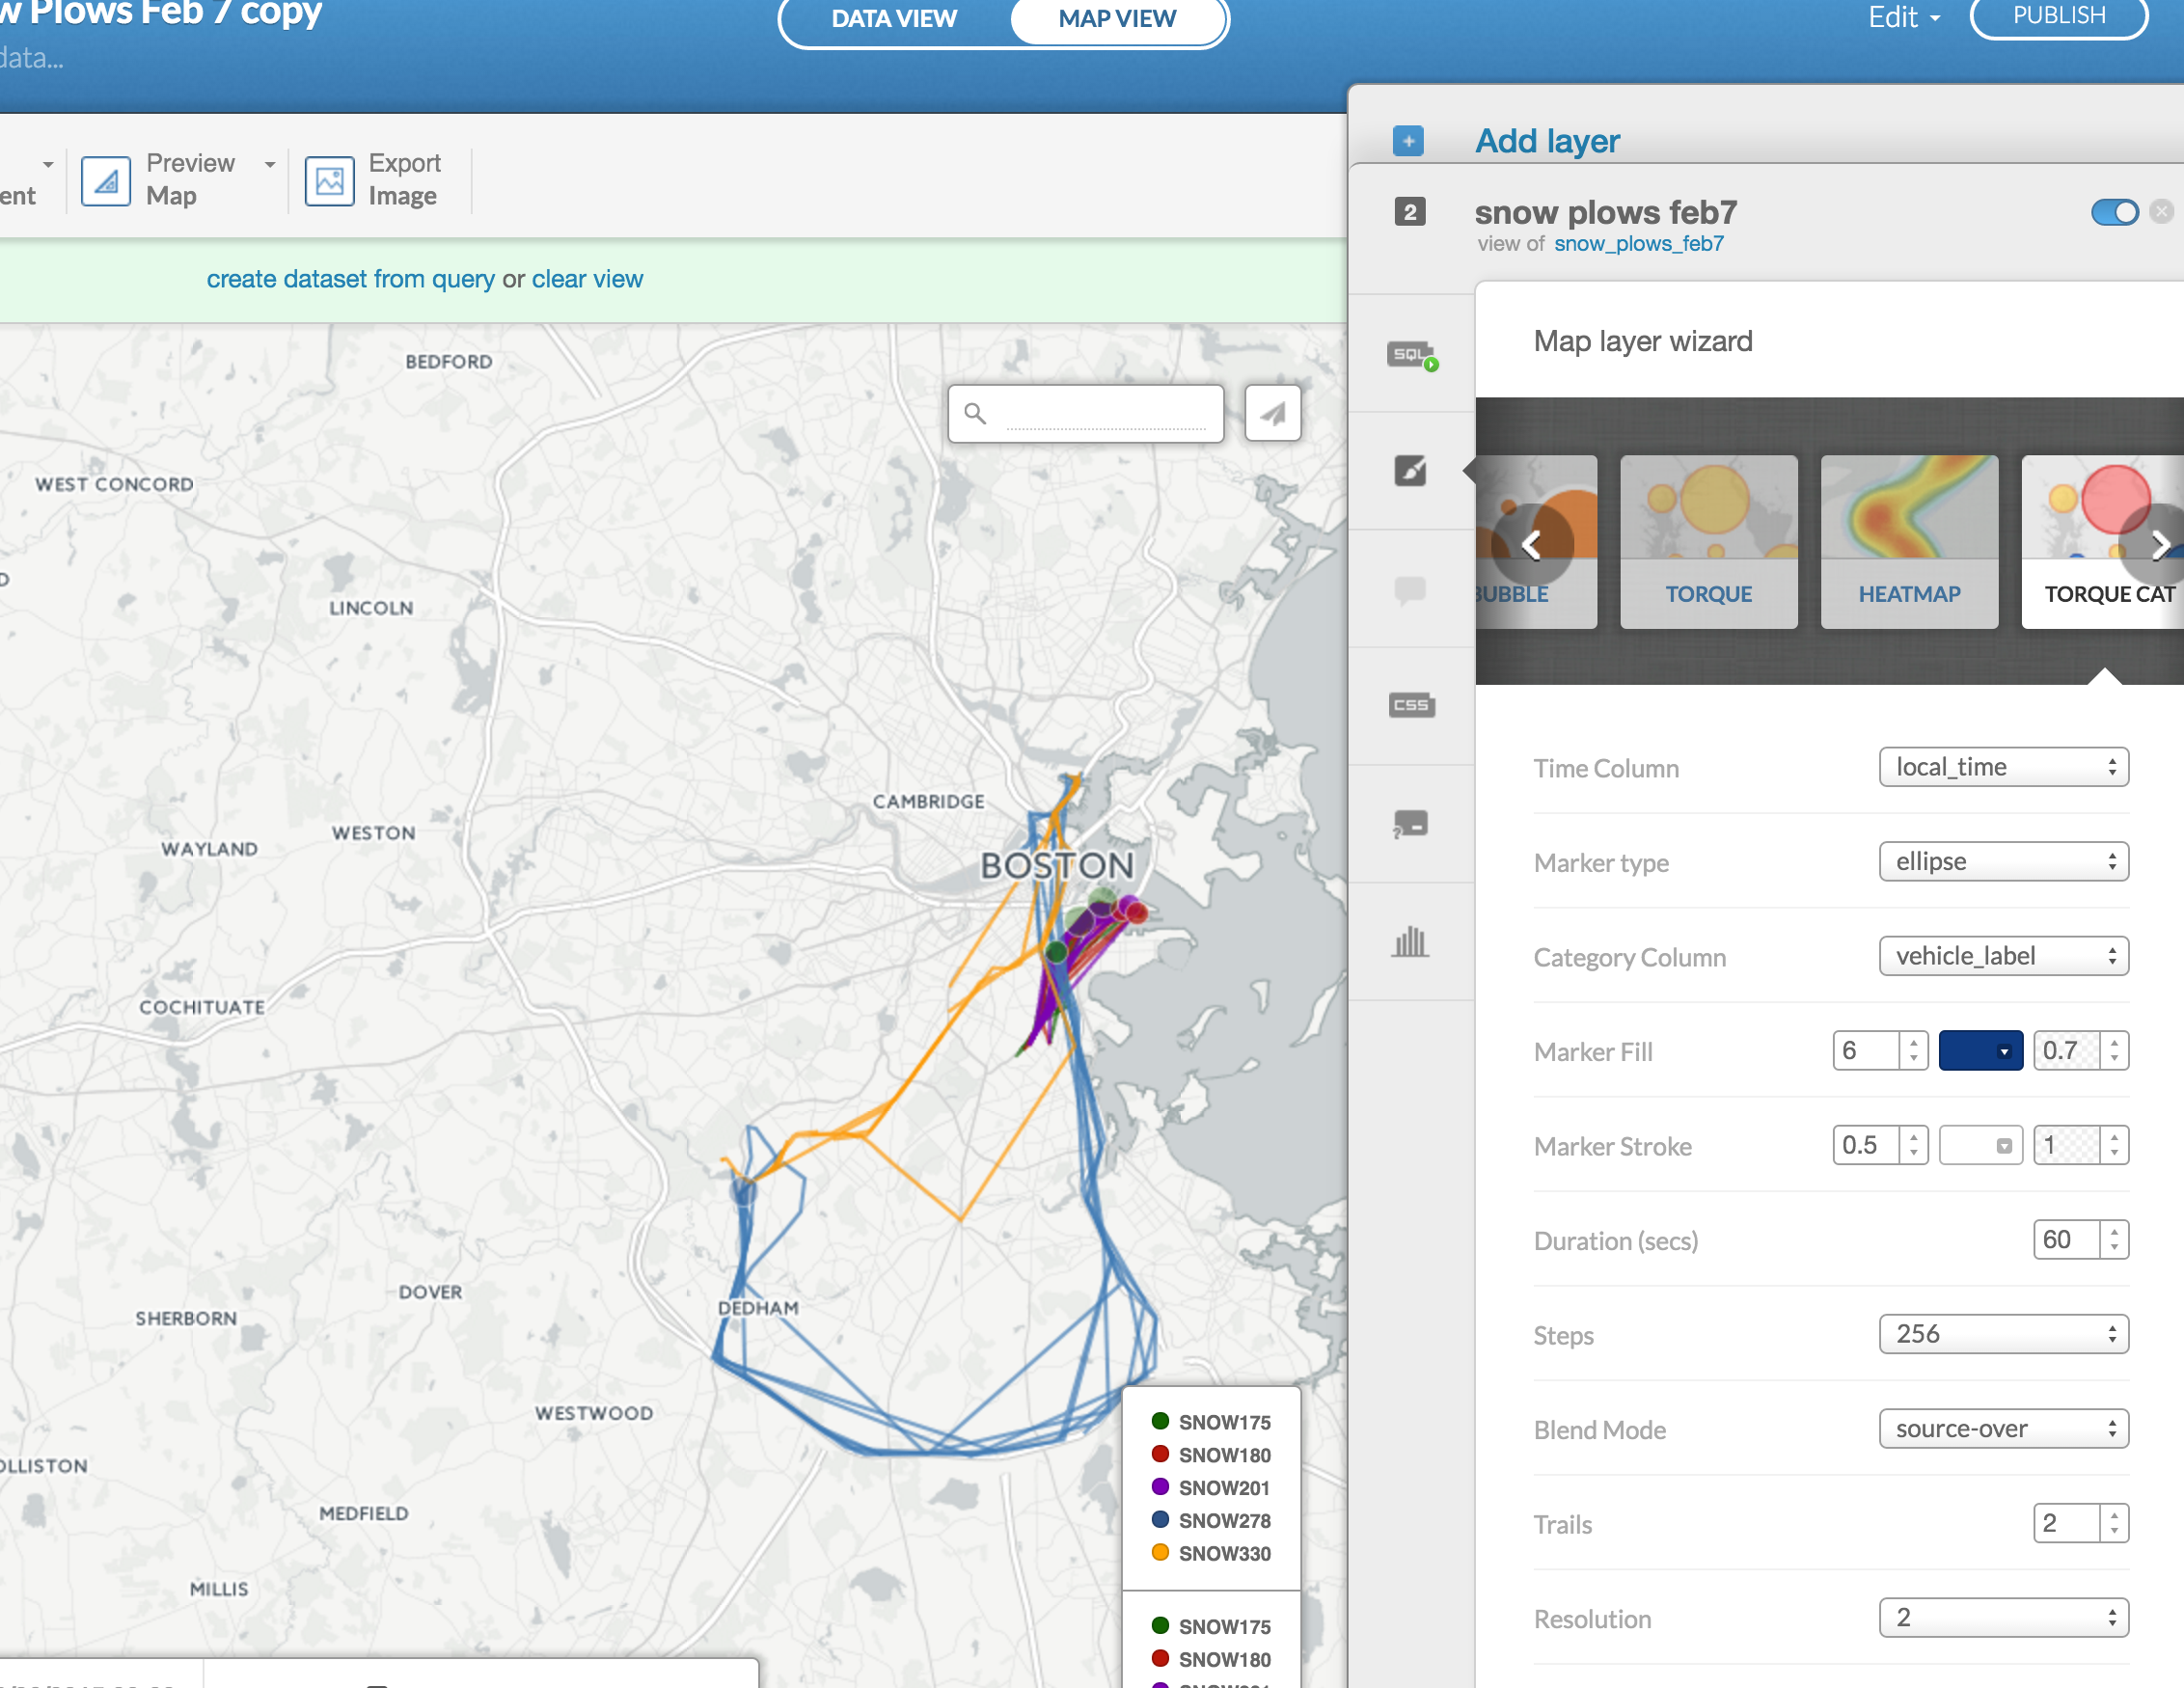 w Plows Feb 7 copy
data...
DATA VIEW
MAP VIEW
Edit
PUBLISH
ent
Preview
Map
Export
Image
create dataset from query or clear view
Add layer
2
snow plows feb7
view of snow_plows_feb7
Map layer wizard
SQL
CSS
?
BUBBLE
TORQUE
HEATMAP
TORQUE CAT
Time Column
local_time
Marker type
ellipse
Category Column
vehicle_label
Marker Fill
6
0.7
Marker Stroke
0.5
1
Duration (secs)
60
Steps
256
Blend Mode
source-over
Trails
2
Resolution
2
BEDFORD
WEST CONCORD
LINCOLN
CAMBRIDGE
WESTON
WAYLAND
BOSTON
COCHITUATE
DOVER
DEDHAM
SHERBORN
WESTWOOD
OLLISTON
MEDFIELD
MILLIS
SNOW175
SNOW180
SNOW201
SNOW278
SNOW330
SNOW175
SNOW180